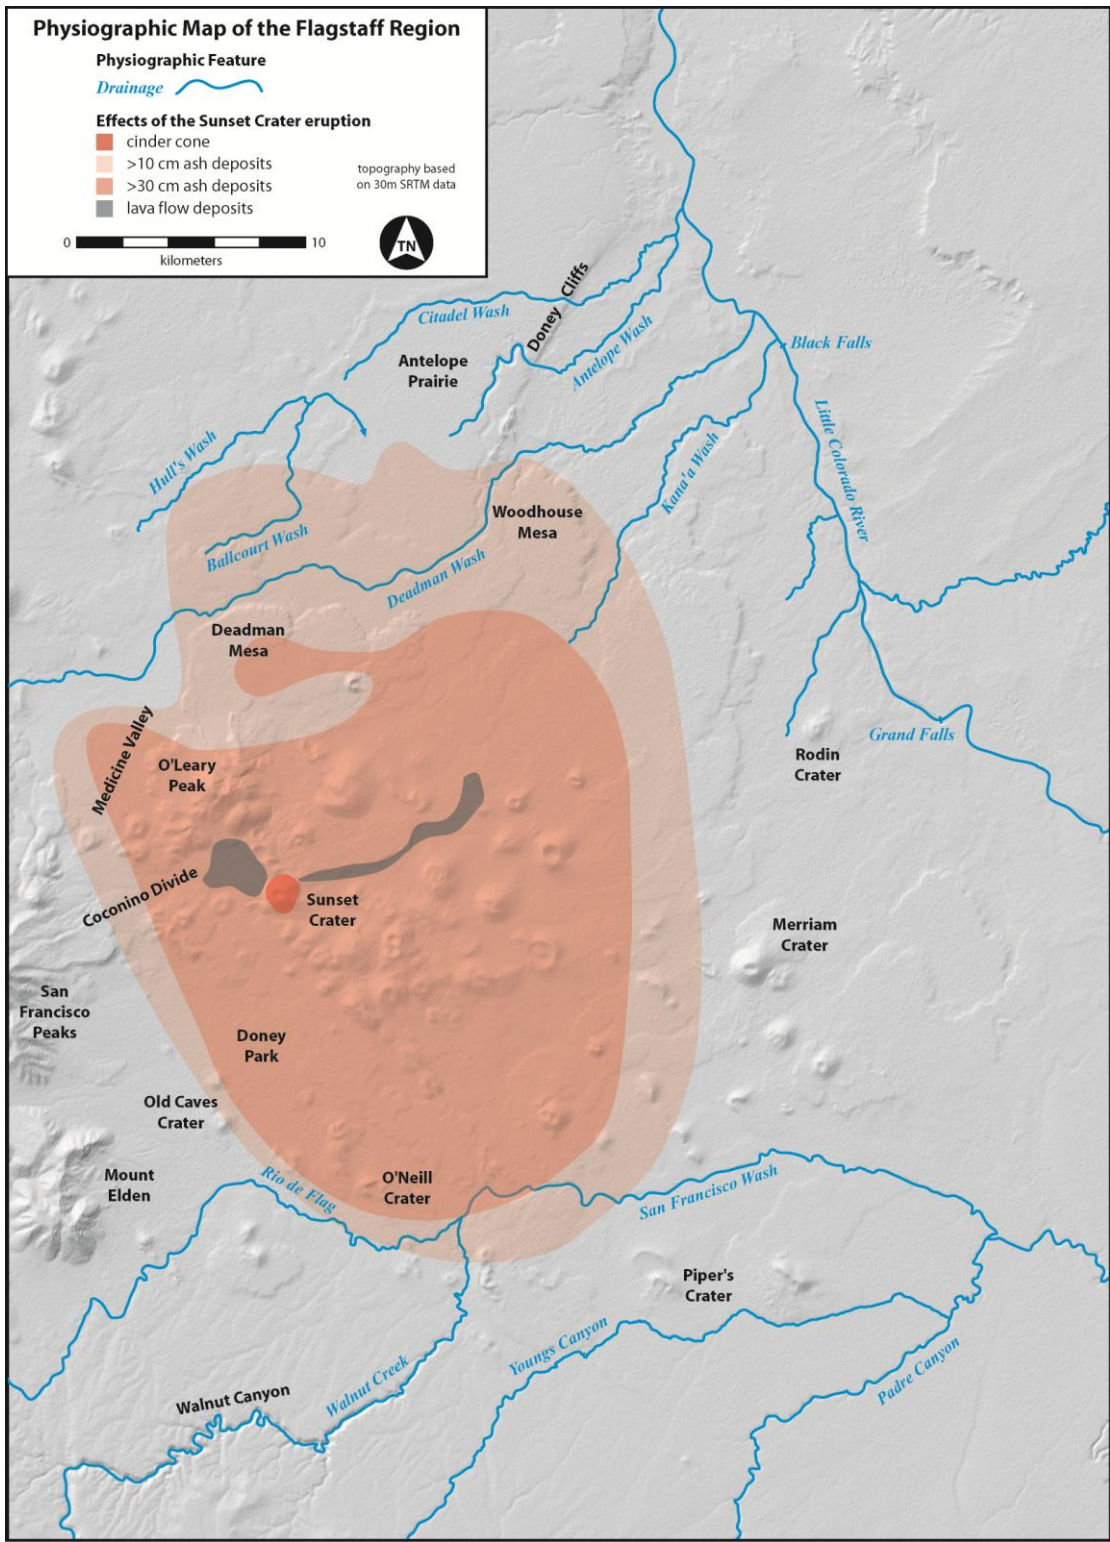 Physiographic Map of the Flagstaff Region
Physiographic Feature
Drainage
Effects of the Sunset Crater eruption
cinder cone
>10 cm ash deposits
>30 cm ash deposits
lava flow deposits
topography based
on 30m SRTM data
0 10
kilometers
TN
Citadel Wash
Doney Cliffs
Antelope Wash
Antelope
Prairie
Black Falls
Hull's Wash
Little Colorado River
Kana'a Wash
Woodhouse
Mesa
Ballcourt Wash
Deadman Wash
Deadman
Mesa
Medicine Valley
O'Leary
Peak
Grand Falls
Rodin
Crater
Coconino Divide
Sunset
Crater
Merriam
Crater
San
Francisco
Peaks
Doney
Park
Old Caves
Crater
Mount
Elden
Rio de Flag
O'Neill
Crater
San Francisco Wash
Piper's
Crater
Youngs Canyon
Walnut Canyon
Walnut Creek
Padre Canyon